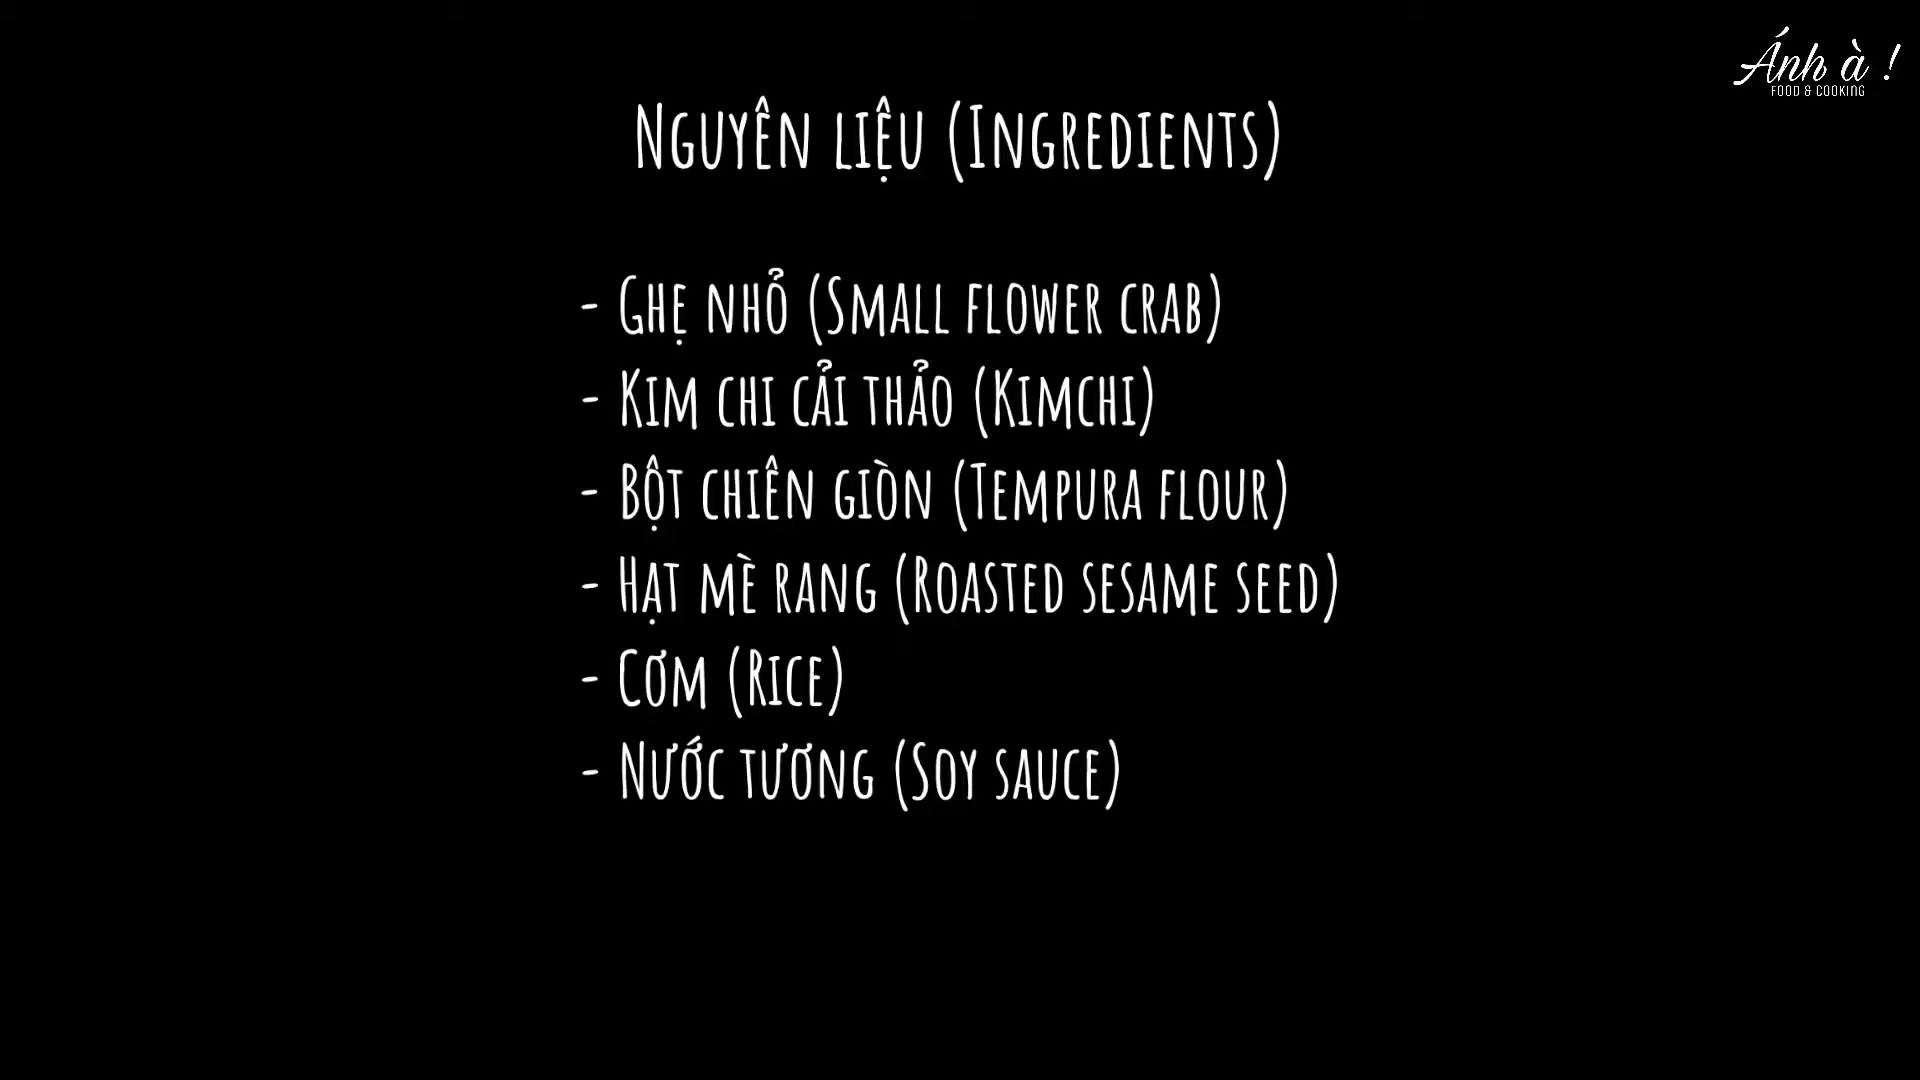 Ánh à !
FOOD & COOKING
Nguyên liệu (Ingredients)
- Ghẹ nhỏ (Small flower crab)
- Kim chi cải thảo (Kimchi)
- Bột chiên giòn (Tempura flour)
- Hạt mè rang (Roasted sesame seed)
- Cơm (Rice)
- Nước tương (Soy sauce)